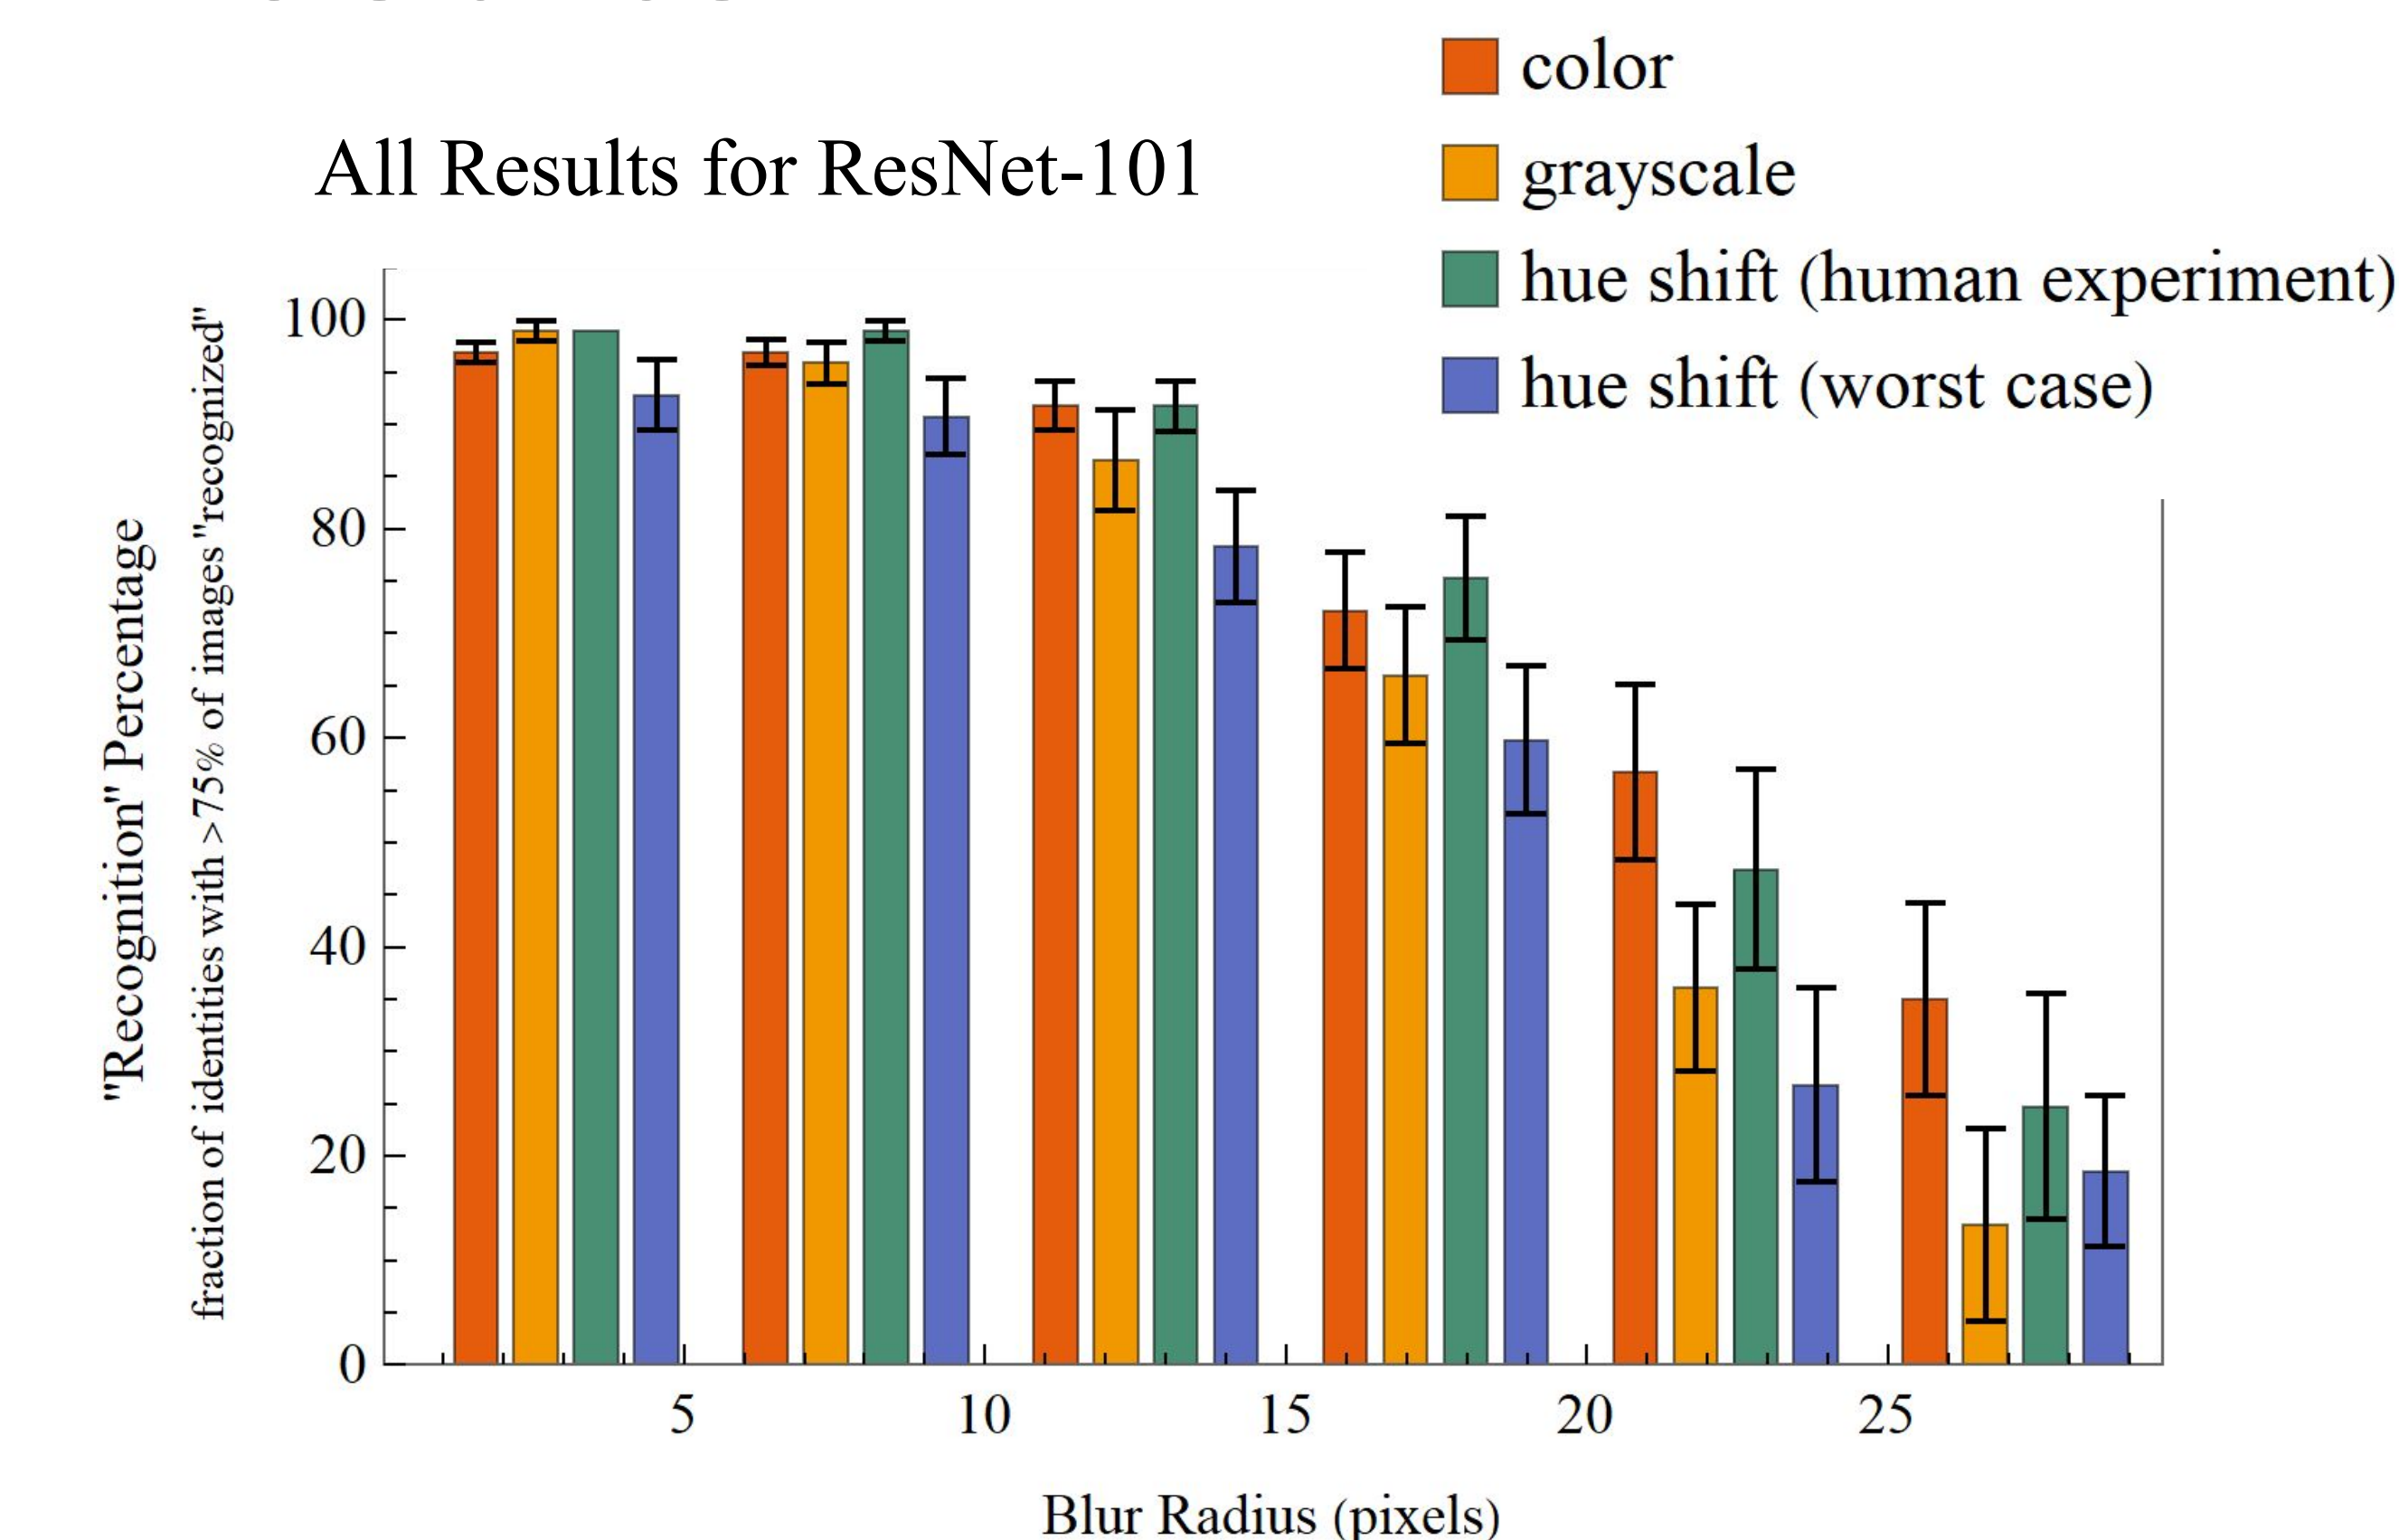 color
grayscale
hue shift (human experiment)
hue shift (worst case)
All Results for ResNet-101
"Recognition" Percentage
fraction of identities with >75% of images "recognized"
100
80
60
40
20
0
5 10 15 20 25
Blur Radius (pixels)